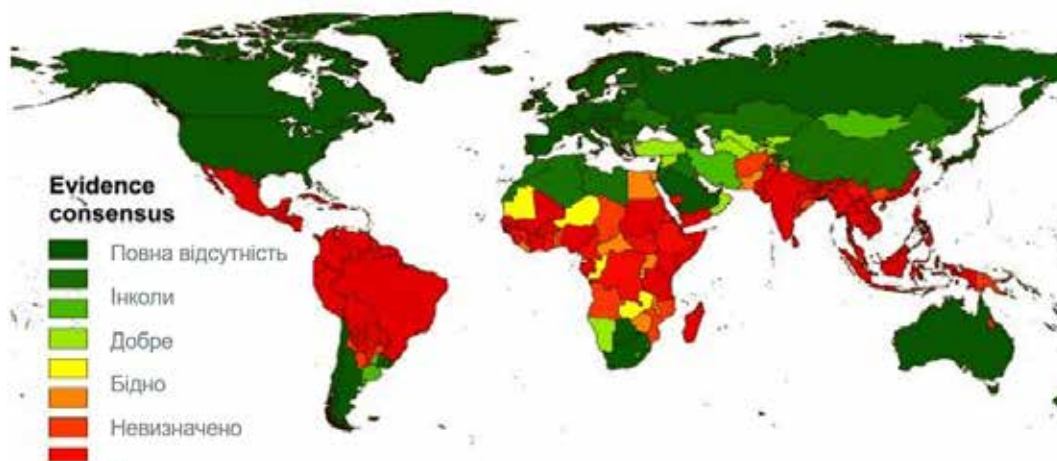 Evidence
consensus
Повна відсутність
Інколи
Добре
Бідно
Невизначено